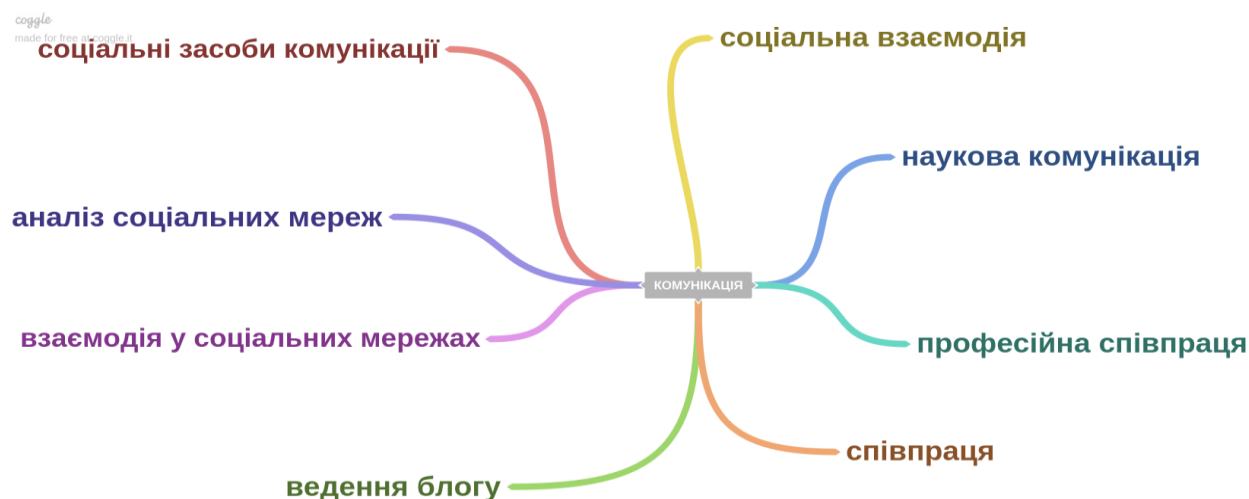 coggle
made for free at coggle.it
соціальні засоби комунікації
соціальна взаємодія
наукова комунікація
аналіз соціальних мереж
КОМУНІКАЦІЯ
взаємодія у соціальних мережах
професійна співпраця
співпраця
ведення блогу